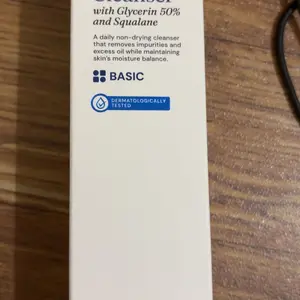 Cleanser
with Glycerin 50%
and Squalane
A daily non-drying cleanser
that removes impurities and
excess oil while maintaining
skin's moisture balance.
BASIC
DERMATOLOGICALLY
TESTED